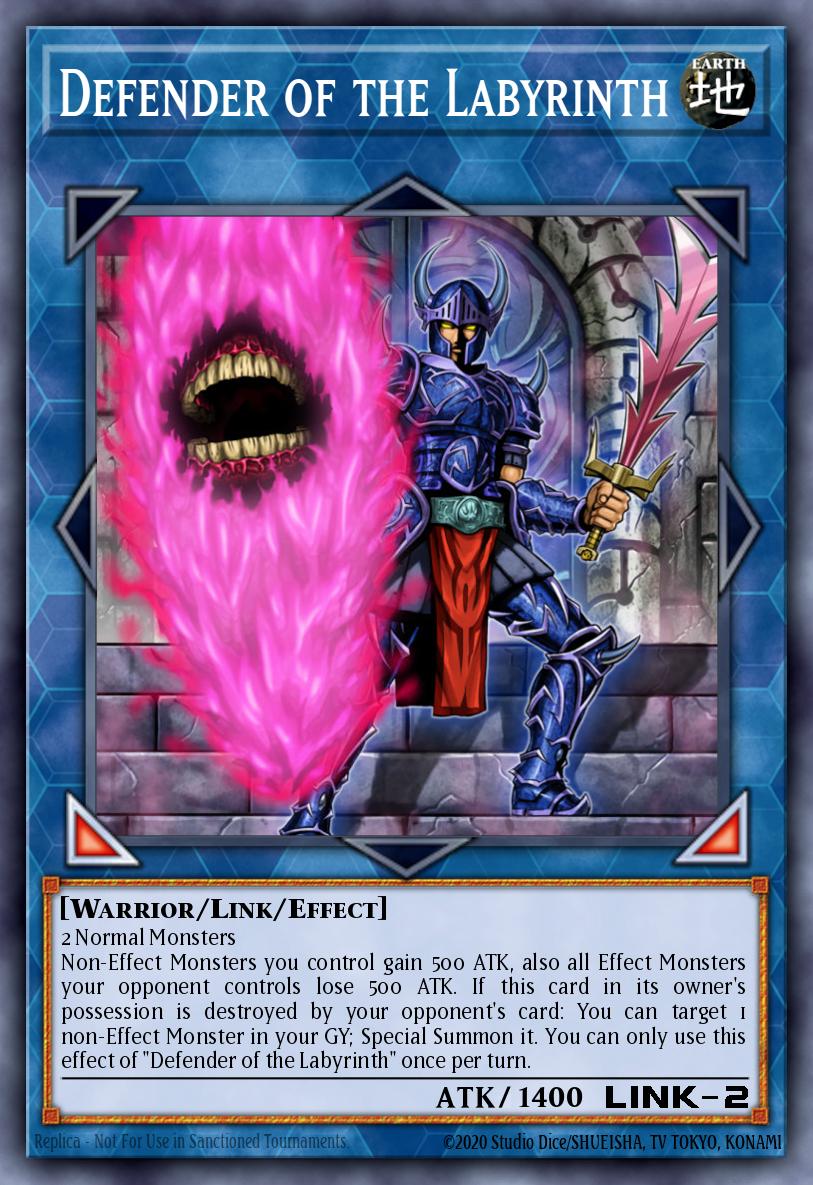 Defender of the Labyrinth
EARTH
地
[Warrior/Link/Effect]
2 Normal Monsters
Non-Effect Monsters you control gain 500 ATK, also all Effect Monsters
your opponent controls lose 500 ATK. If this card in its owner's
possession is destroyed by your opponent's card: You can target 1
non-Effect Monster in your GY; Special Summon it. You can only use this
effect of "Defender of the Labyrinth" once per turn.
ATK/1400 LINK-2
Replica - Not For Use in Sanctioned Tournaments. ©2020 Studio Dice/SHUEISHA, TV TOKYO, KONAMI